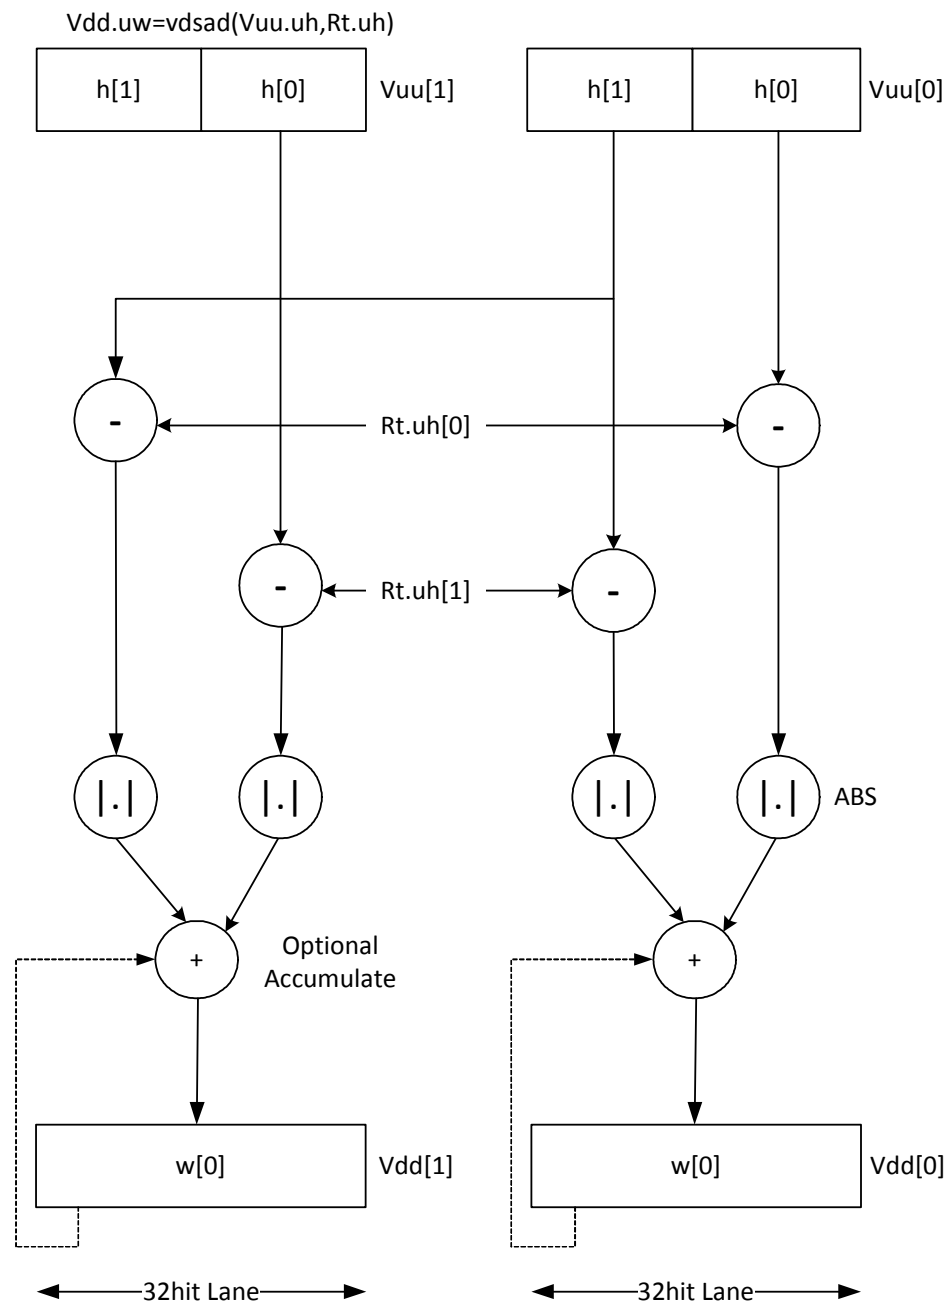 Vdd.uw=vdsad(Vuu.uh,Rt.uh)
h[1] h[0] Vuu[1] h[1] h[0] Vuu[0]
- Rt.uh[0] -
- Rt.uh[1] -
|.| |.| |.| |.| ABS
+ Optional +
Accumulate
w[0] Vdd[1] w[0] Vdd[0]
32hit Lane 32hit Lane